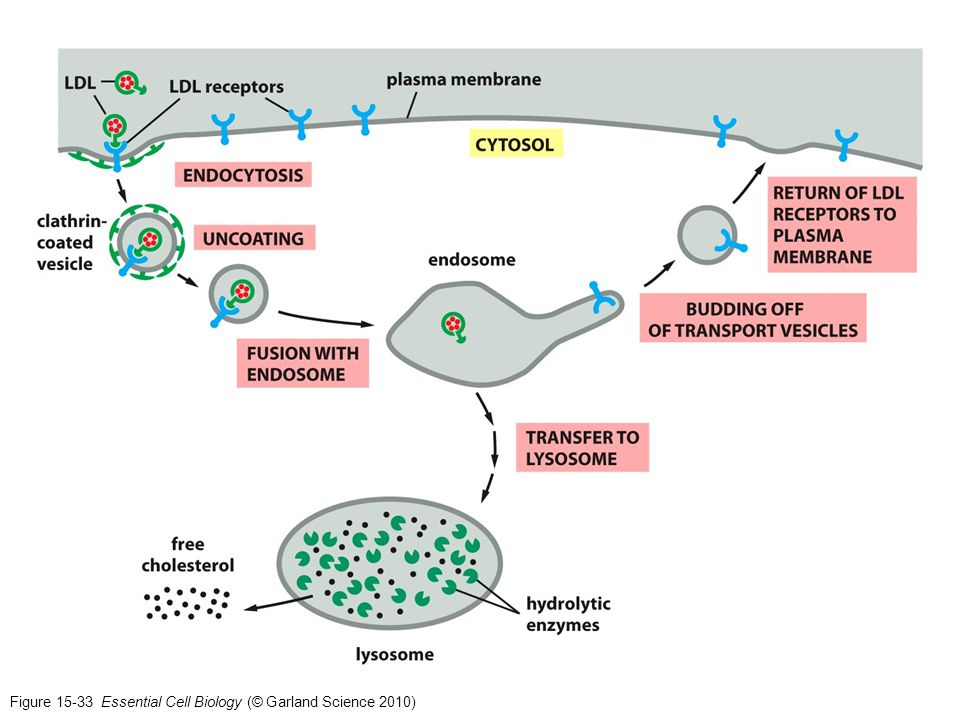 LDL
LDL receptors
plasma membrane
CYTOSOL
ENDOCYTOSIS
clathrin-
coated
vesicle
UNCOATING
RETURN OF LDL
RECEPTORS TO
PLASMA
MEMBRANE
endosome
BUDDING OFF
OF TRANSPORT VESICLES
FUSION WITH
ENDOSOME
TRANSFER TO
LYSOSOME
free
cholesterol
hydrolytic
enzymes
lysosome
Figure 15-33 Essential Cell Biology (© Garland Science 2010)